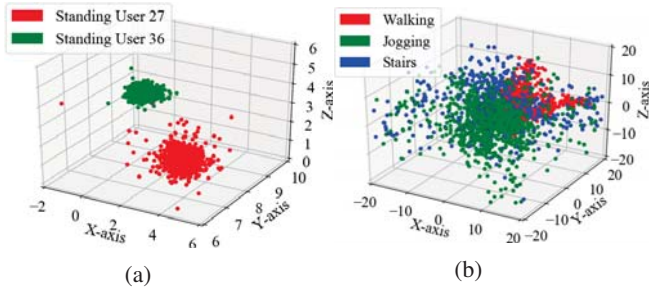 Standing User 27
Standing User 36
6
5
4
3
2
1
0
Z-axis
−2
0
2
4
6
X-axis
6
7
8
9
10
Y-axis
(a)
Walking
Jogging
Stairs
20
10
0
−10
−20
Z-axis
−20
−10
0
10
20
X-axis
−20
−10
0
10
20
Y-axis
(b)